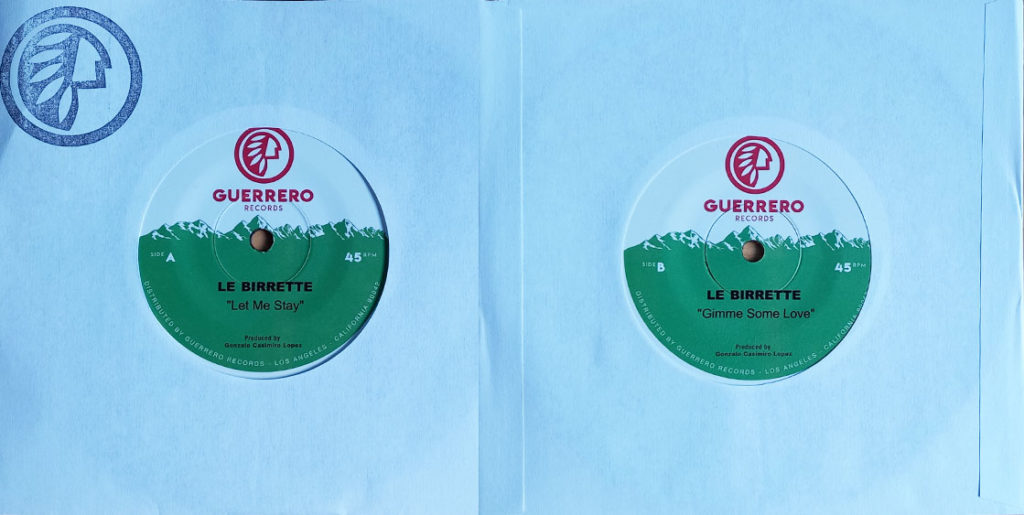 GUERRERO
RECORDS
SIDE A
45 RPM
LE BIRRETTE
"Let Me Stay"
Produced by
Gonzalo Casimiro Lopez
DISTRIBUTED BY GUERRERO RECORDS - LOS ANGELES - CALIFORNIA 90042
GUERRERO
RECORDS
SIDE B
45 RPM
LE BIRRETTE
"Gimme Some Love"
Produced by
Gonzalo Casimiro Lopez
DISTRIBUTED BY GUERRERO RECORDS - LOS ANGELES - CALIFORNIA